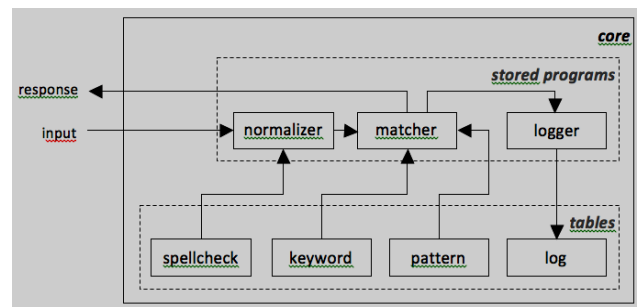 core
stored programs
response
input
normalizer
matcher
logger
tables
spellcheck
keyword
pattern
log